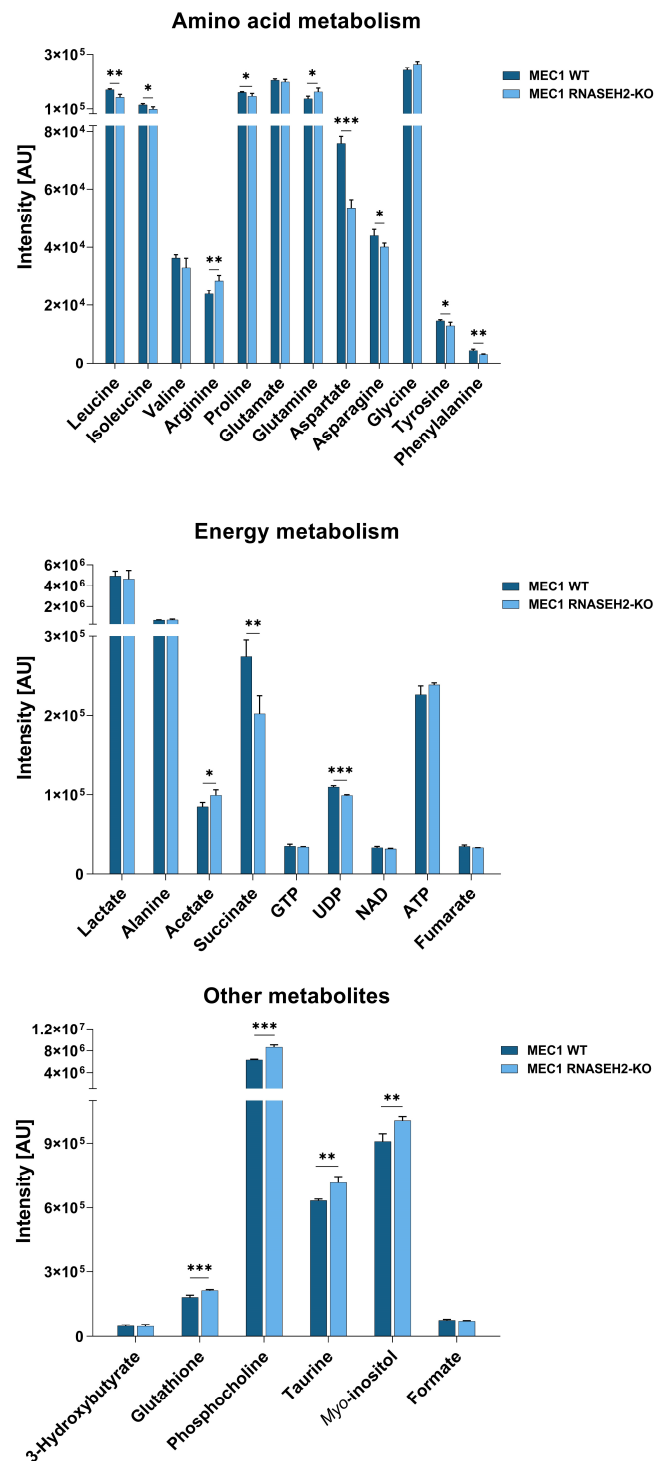 Amino acid metabolism
3×10⁵
1×10⁵
8×10⁴
6×10⁴
4×10⁴
2×10⁴
0
Intensity [AU]
** * ** * * *** * * **
MEC1 WT
MEC1 RNASEH2-KO
Leucine
Isoleucine
Valine
Arginine
Proline
Glutamate
Glutamine
Aspartate
Asparagine
Glycine
Tyrosine
Phenylalanine
Energy metabolism
6×10⁶
4×10⁶
2×10⁶
3×10⁵
2×10⁵
1×10⁵
0
Intensity [AU]
* ** ***
MEC1 WT
MEC1 RNASEH2-KO
Lactate
Alanine
Acetate
Succinate
GTP
UDP
NAD
ATP
Fumarate
Other metabolites
1.2×10⁷
8×10⁶
4×10⁶
9×10⁵
6×10⁵
3×10⁵
0
Intensity [AU]
*** *** ** **
MEC1 WT
MEC1 RNASEH2-KO
3-Hydroxybutyrate
Glutathione
Phosphocholine
Taurine
Myo-inositol
Formate